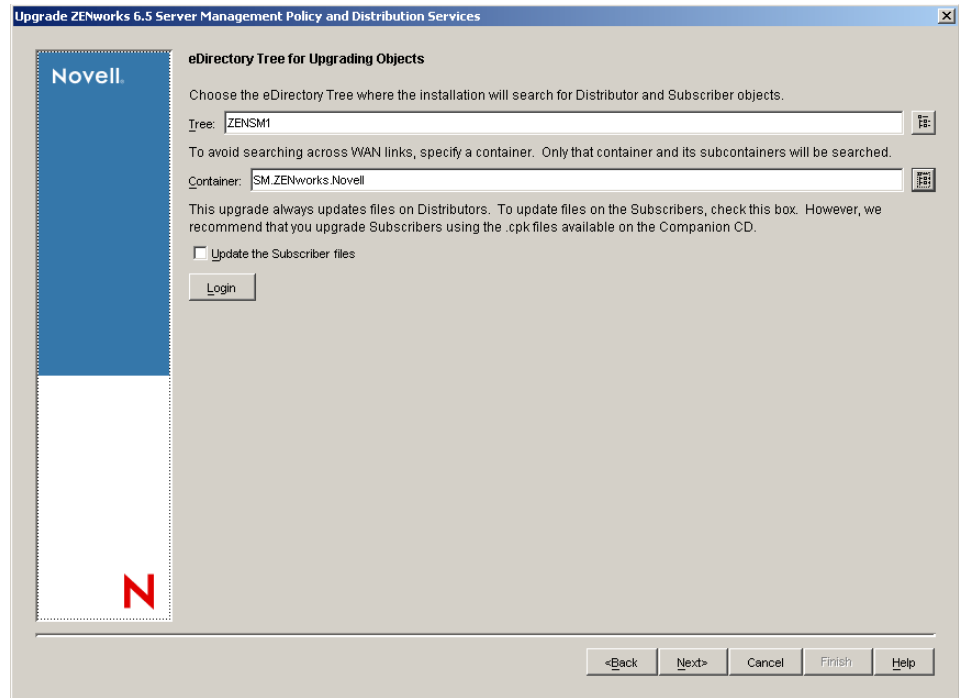 Upgrade ZENworks 6.5 Server Management Policy and Distribution Services
Novell.
eDirectory Tree for Upgrading Objects
Choose the eDirectory Tree where the installation will search for Distributor and Subscriber objects.
Tree: ZENSM1
To avoid searching across WAN links, specify a container. Only that container and its subcontainers will be searched.
Container: SM.ZENworks.Novell
This upgrade always updates files on Distributors. To update files on the Subscribers, check this box. However, we
recommend that you upgrade Subscribers using the .cpk files available on the Companion CD.
Update the Subscriber files
Login
N
<Back Next> Cancel Finish Help